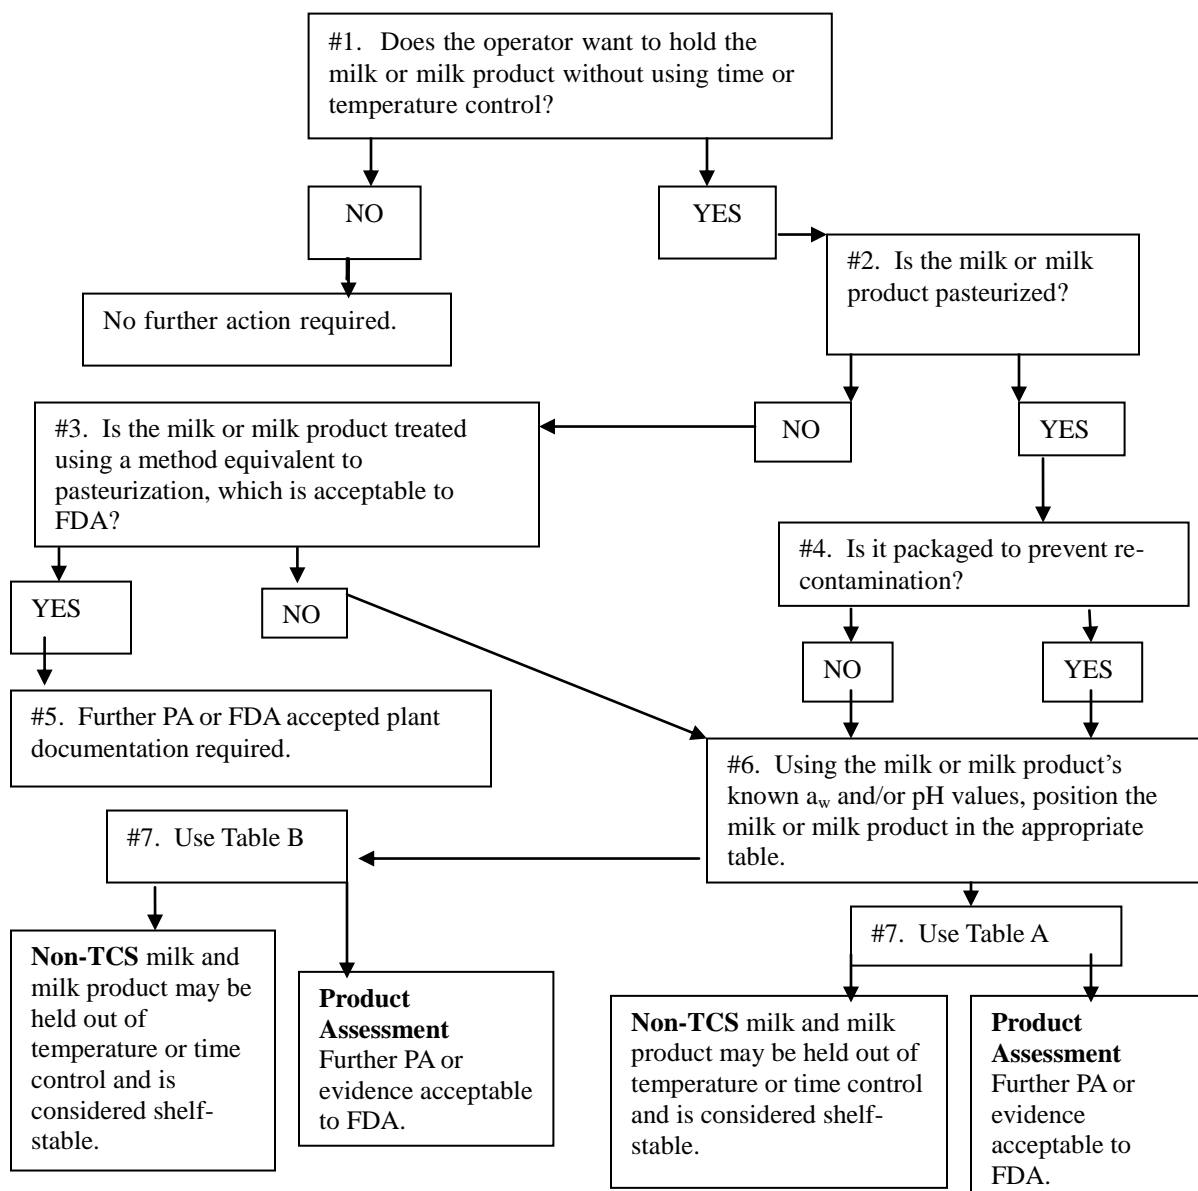 #1. Does the operator want to hold the
milk or milk product without using time or
temperature control?
NO
YES
#2. Is the milk or milk
product pasteurized?
No further action required.
#3. Is the milk or milk product treated
using a method equivalent to
pasteurization, which is acceptable to
FDA?
NO
YES
#4. Is it packaged to prevent re-
contamination?
YES
NO
NO
YES
#5. Further PA or FDA accepted plant
documentation required.
#6. Using the milk or milk product’s
known aw and/or pH values, position the
milk or milk product in the appropriate
table.
#7. Use Table B
#7. Use Table A
Non-TCS milk and
milk product may be
held out of
temperature or time
control and is
considered shelf-
stable.
Product
Assessment
Further PA or
evidence acceptable
to FDA.
Non-TCS milk and milk
product may be held out of
temperature or time control
and is considered shelf-
stable.
Product
Assessment
Further PA or
evidence
acceptable to
FDA.